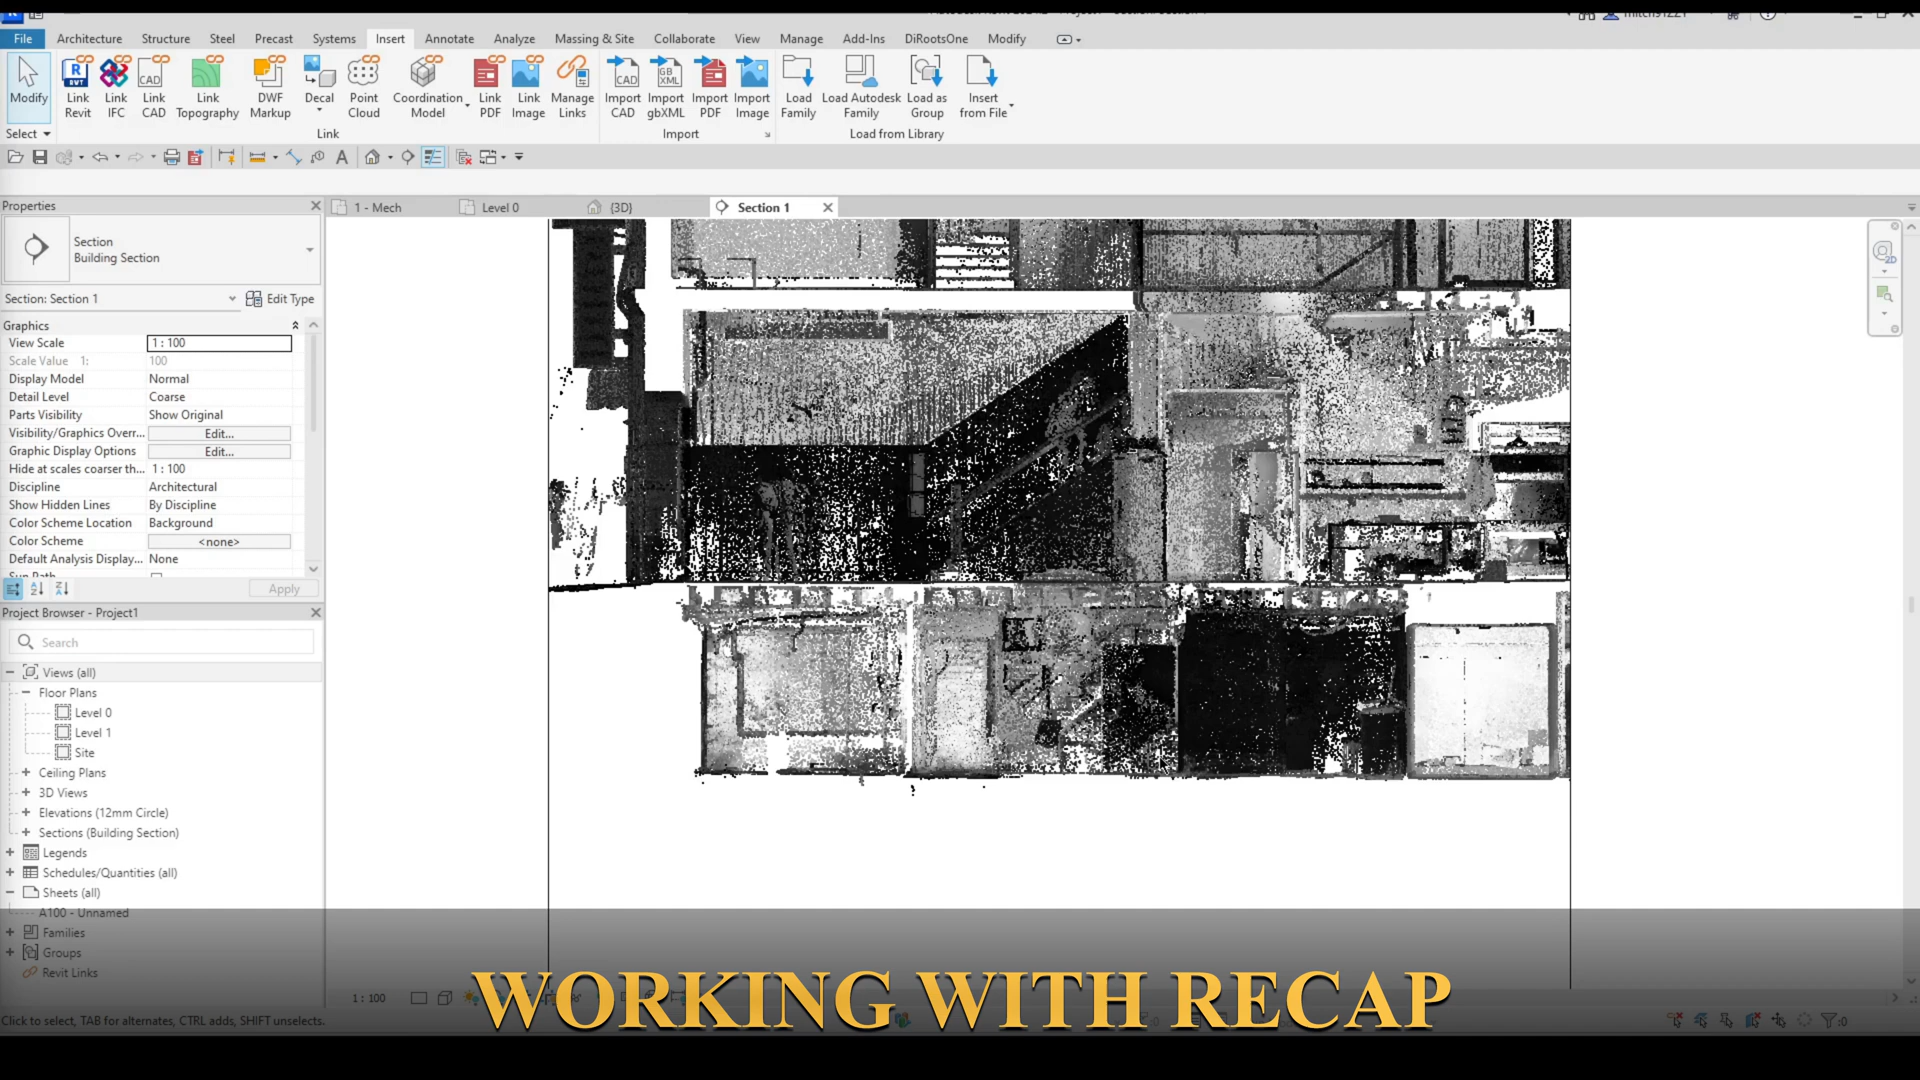 File Architecture Structure Steel Precast Systems Insert Annotate Analyze Massing & Site Collaborate View Manage Add-Ins DiRootsOne Modify
Modify
Link Revit
Link IFC
Link CAD
Link Topography
DWF Markup
Decal
Point Cloud
Coordination Model
Link PDF
Link Image
Manage Links
Import CAD
Import gbXML
Import PDF
Import Image
Load Family
Load Autodesk Family
Load as Group
Insert from File
Select
Link
Import
Load from Library
Properties
1 - Mech
Level 0
{3D}
Section 1
Section
Building Section
Section: Section 1
Edit Type
Graphics
View Scale 1 : 100
Scale Value 1: 100
Display Model Normal
Detail Level Coarse
Parts Visibility Show Original
Visibility/Graphics Overr... Edit...
Graphic Display Options Edit...
Hide at scales coarser th... 1 : 100
Discipline Architectural
Show Hidden Lines By Discipline
Color Scheme Location Background
Color Scheme <none>
Default Analysis Display... None
Apply
Project Browser - Project1
Search
Views (all)
Floor Plans
Level 0
Level 1
Site
Ceiling Plans
3D Views
Elevations (12mm Circle)
Sections (Building Section)
Legends
Schedules/Quantities (all)
Sheets (all)
A100 - Unnamed
Families
Groups
Revit Links
1 : 100
WORKING WITH RECAP
Click to select, TAB for alternates, CTRL adds, SHIFT unselects.
:0